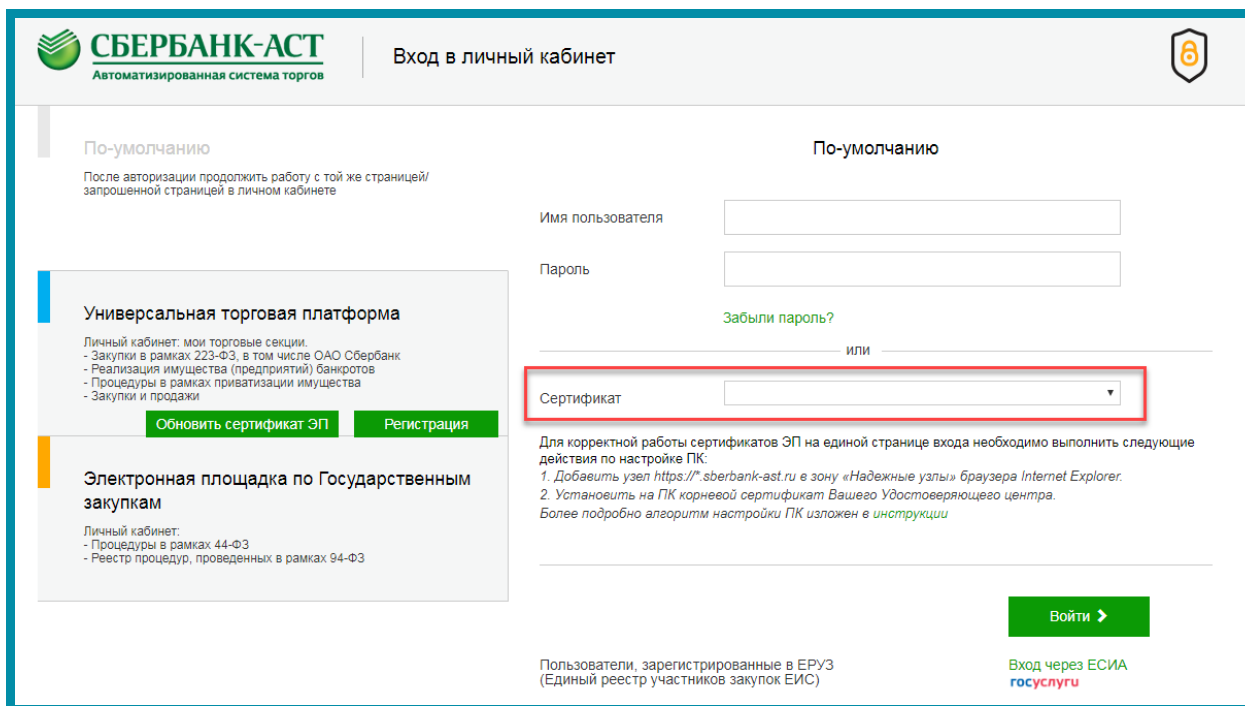 СБЕРБАНК-АСТ
Автоматизированная система торгов
Вход в личный кабинет
По-умолчанию
После авторизации продолжить работу с той же страницей/
запрошенной страницей в личном кабинете
Универсальная торговая платформа
Личный кабинет: мои торговые секции.
- Закупки в рамках 223-ФЗ, в том числе ОАО Сбербанк
- Реализация имущества (предприятий) банкротов
- Процедуры в рамках приватизации имущества
- Закупки и продажи
Обновить сертификат ЭП
Регистрация
Электронная площадка по Государственным
закупкам
Личный кабинет:
- Процедуры в рамках 44-ФЗ
- Реестр процедур, проведенных в рамках 94-ФЗ
По-умолчанию
Имя пользователя
Пароль
Забыли пароль?
или
Сертификат
Для корректной работы сертификатов ЭП на единой странице входа необходимо выполнить следующие
действия по настройке ПК:
1. Добавить узел https://*.sberbank-ast.ru в зону «Надежные узлы» браузера Internet Explorer.
2. Установить на ПК корневой сертификат Вашего Удостоверяющего центра.
Более подробно алгоритм настройки ПК изложен в инструкции
Войти
Пользователи, зарегистрированные в ЕРУЗ
(Единый реестр участников закупок ЕИС)
Вход через ЕСИА
госуслуги